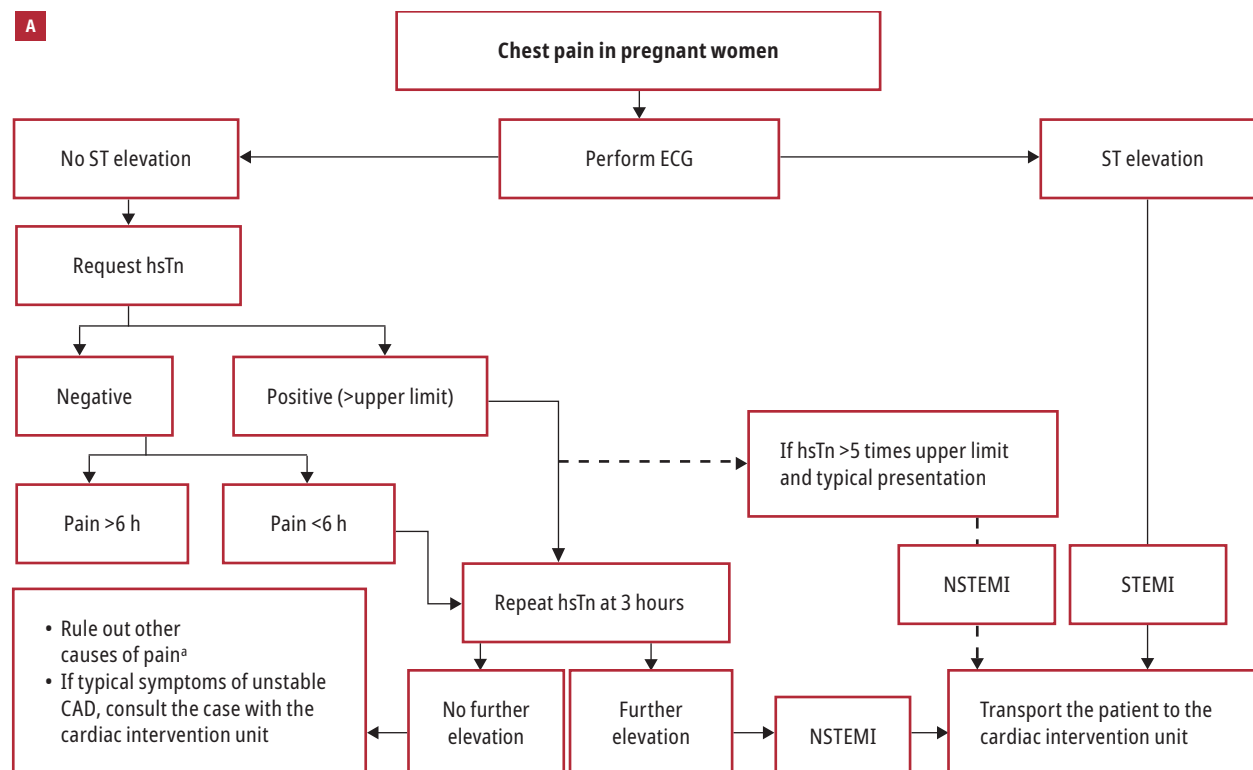 A
Chest pain in pregnant women
No ST elevation
Perform ECG
ST elevation
Request hsTn
Negative
Positive (>upper limit)
If hsTn >5 times upper limit
and typical presentation
Pain >6 h
Pain <6 h
NSTEMI
STEMI
Repeat hsTn at 3 hours
• Rule out other
causes of painᵃ
• If typical symptoms of unstable
CAD, consult the case with the
cardiac intervention unit
No further
elevation
Further
elevation
NSTEMI
Transport the patient to the
cardiac intervention unit